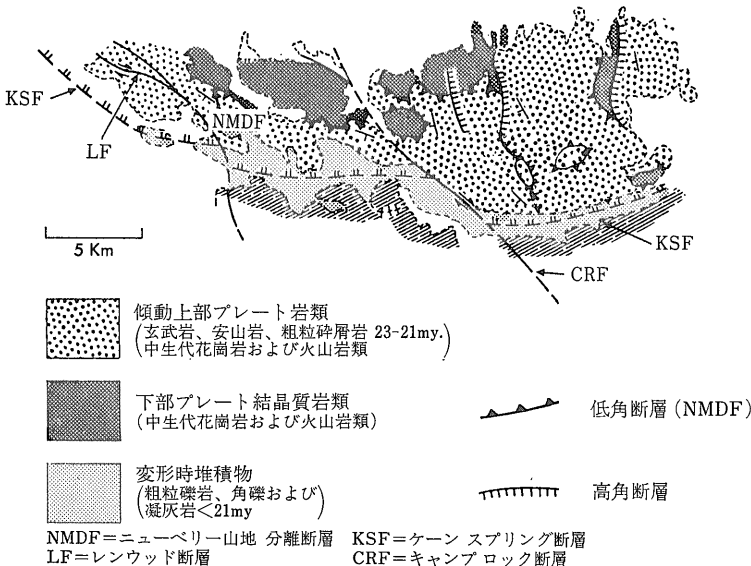 KSF
NMDF
LF
5 Km
KSF
CRF
傾動上部プレート岩類
(玄武岩、安山岩、粗粒砕屑岩 23-21my.
中生代花崗岩および火山岩類)
下部プレート結晶質岩類
(中生代花崗岩および火山岩類)
低角断層 (NMDF)
変形時堆積物
(粗粒礫岩、角礫および
凝灰岩<21my)
高角断層
NMDF=ニューベリー山地 分離断層 KSF=ケーン スプリング断層
LF=レンウッド断層 CRF=キャンプ ロック断層